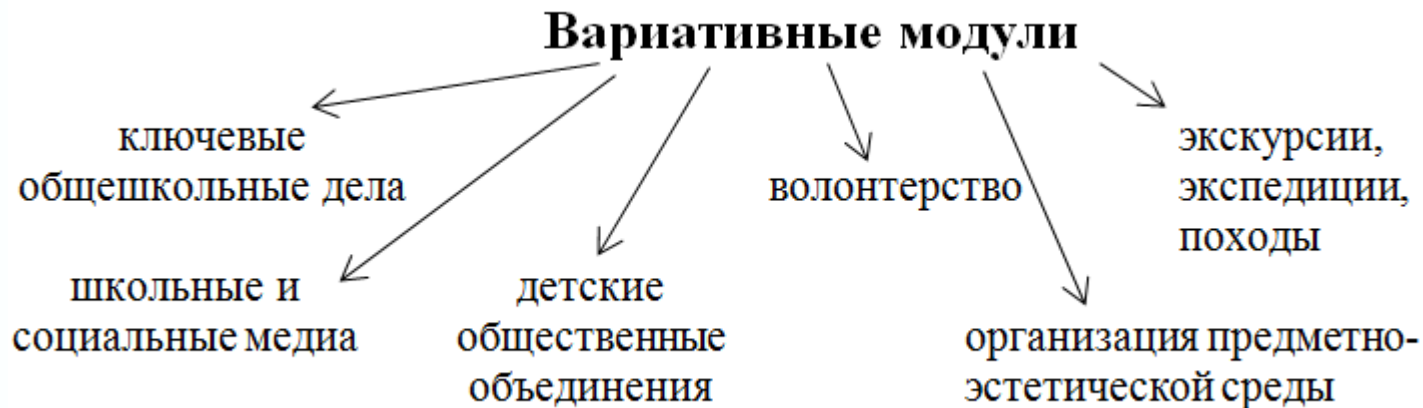 Вариативные модули
ключевые
общешкольные дела
школьные и
социальные медиа
детские
общественные
объединения
волонтерство
организация предметно-
эстетической среды
экскурсии,
экспедиции,
походы